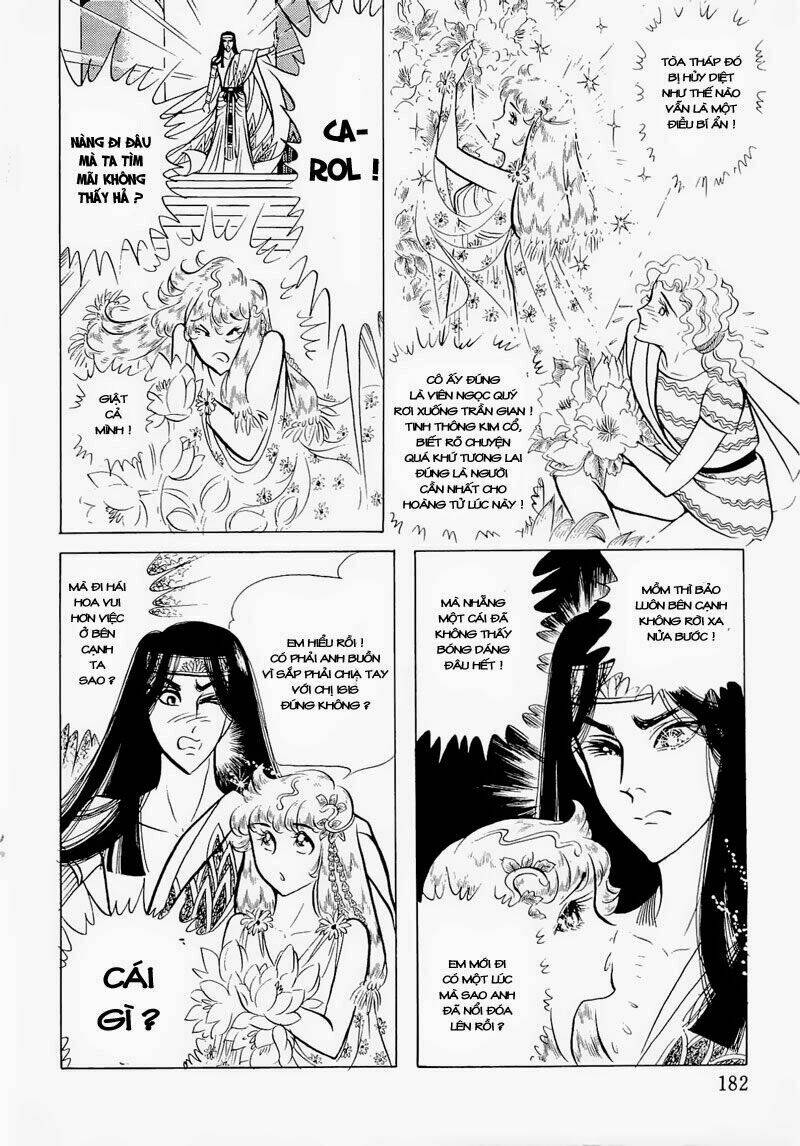 TÒA THÁP ĐÓ
BỊ HỦY DIỆT
NHƯ THẾ NÀO
VẪN LÀ MỘT
ĐIỀU BÍ ẨN !
CÔ ẤY ĐÚNG
LÀ VIÊN NGỌC QUÝ
RƠI XUỐNG TRẦN GIAN !
TINH THÔNG KIM CỔ,
BIẾT RÕ CHUYỆN
QUÁ KHỨ TƯƠNG LAI
ĐÚNG LÀ NGƯỜI
CẦN NHẤT CHO
HOÀNG TỬ LÚC NÀY !
CA-
ROL !
NÀNG ĐI ĐÂU
MÀ TA TÌM
MÃI KHÔNG
THẤY HẢ ?
GIẬT
CẢ
MÌNH !
MỒM THÌ BẢO
LUÔN BÊN CẠNH
KHÔNG RỜI XA
NỬA BƯỚC !
MÀ NHẴNG
MỘT CÁI ĐÃ
KHÔNG THẤY
BÓNG DÁNG
ĐÂU HẾT !
EM MỚI ĐI
CÓ MỘT LÚC
MÀ SAO ANH
ĐÃ NỔI ĐÓA
LÊN RỒI ?
EM HIỂU RỒI !
CÓ PHẢI ANH BUỒN
VÌ SẮP PHẢI CHIA TAY
VỚI CHỊ ISIS
ĐÚNG KHÔNG ?
MÀ ĐI HÁI
HOA VUI
HƠN VIỆC
Ở BÊN
CẠNH
TA
SAO ?
CÁI
GÌ ?
182